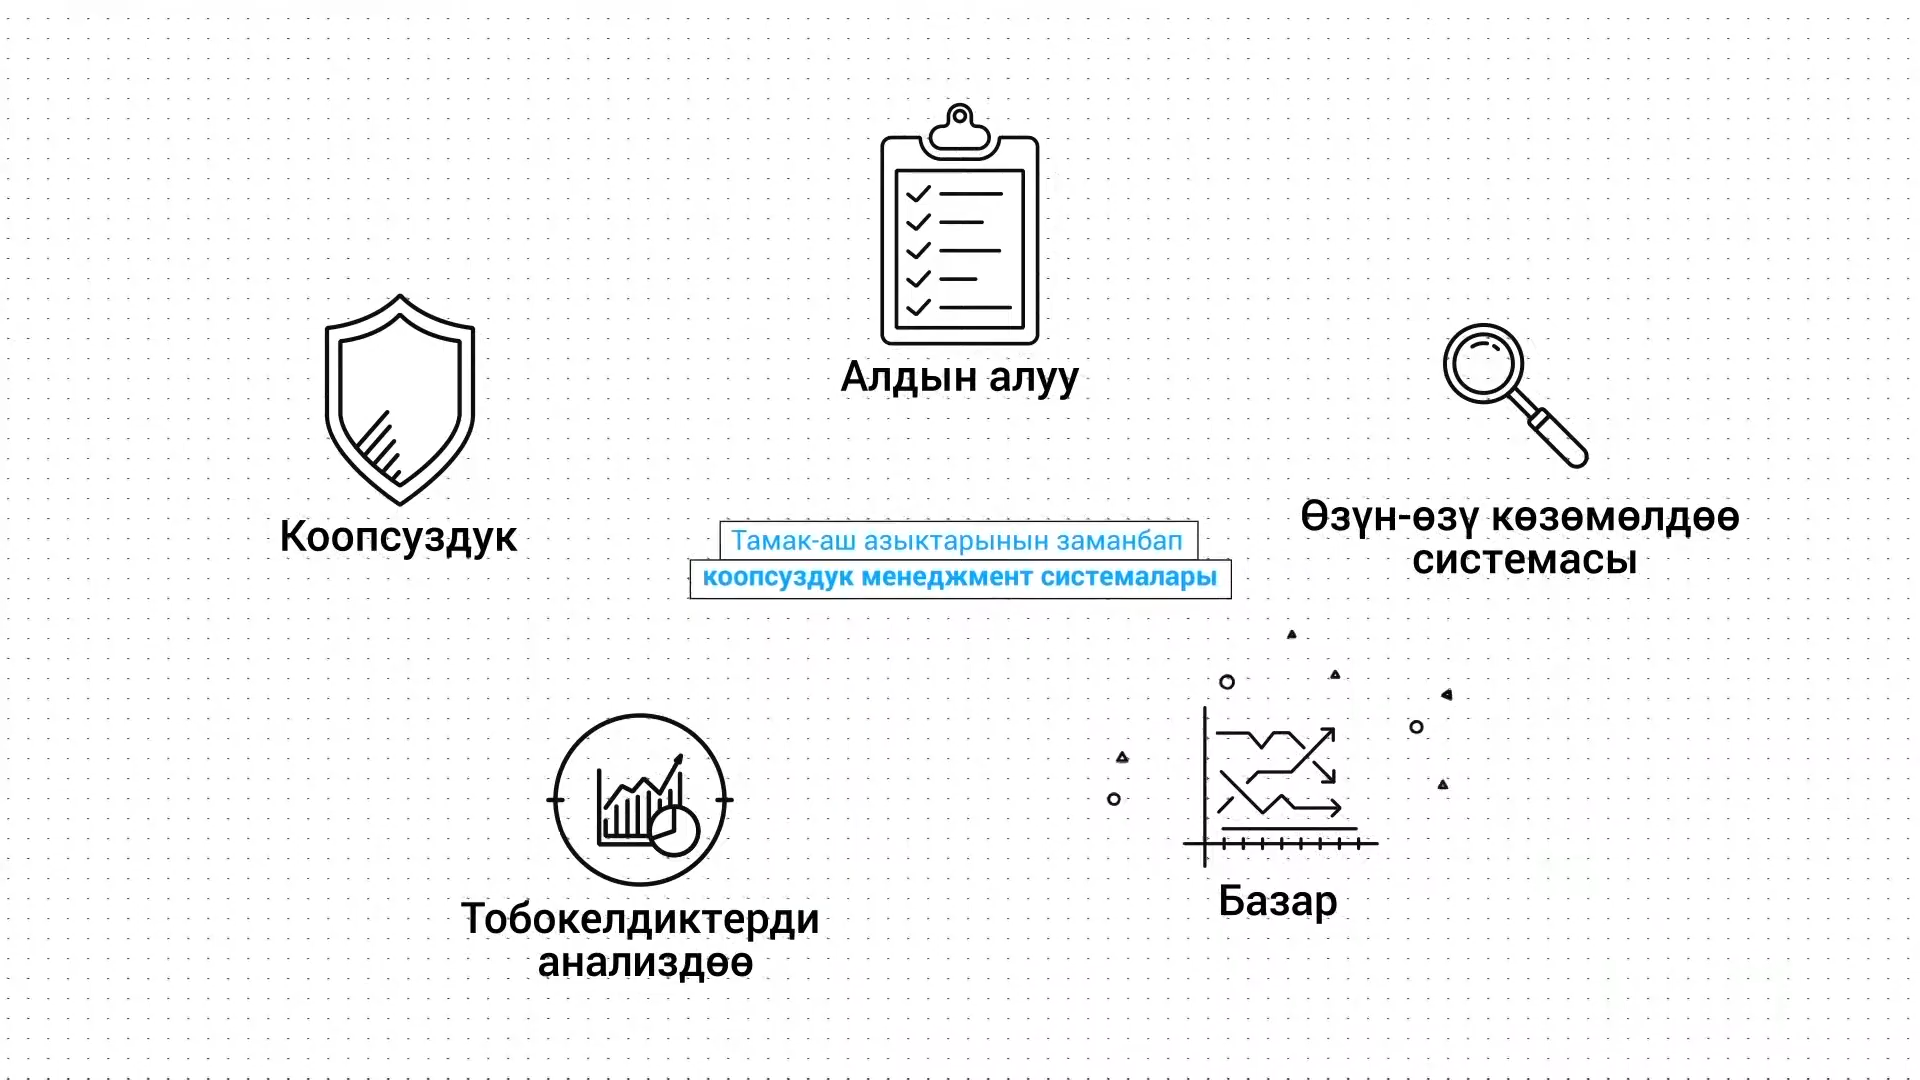 Алдын алуу
Коопсуздук
Өзүн-өзү көзөмөлдөө
системасы
Тамак-аш азыктарынын заманбап
коопсуздук менеджмент системалары
Тобокелдиктерди
анализдөө
Базар